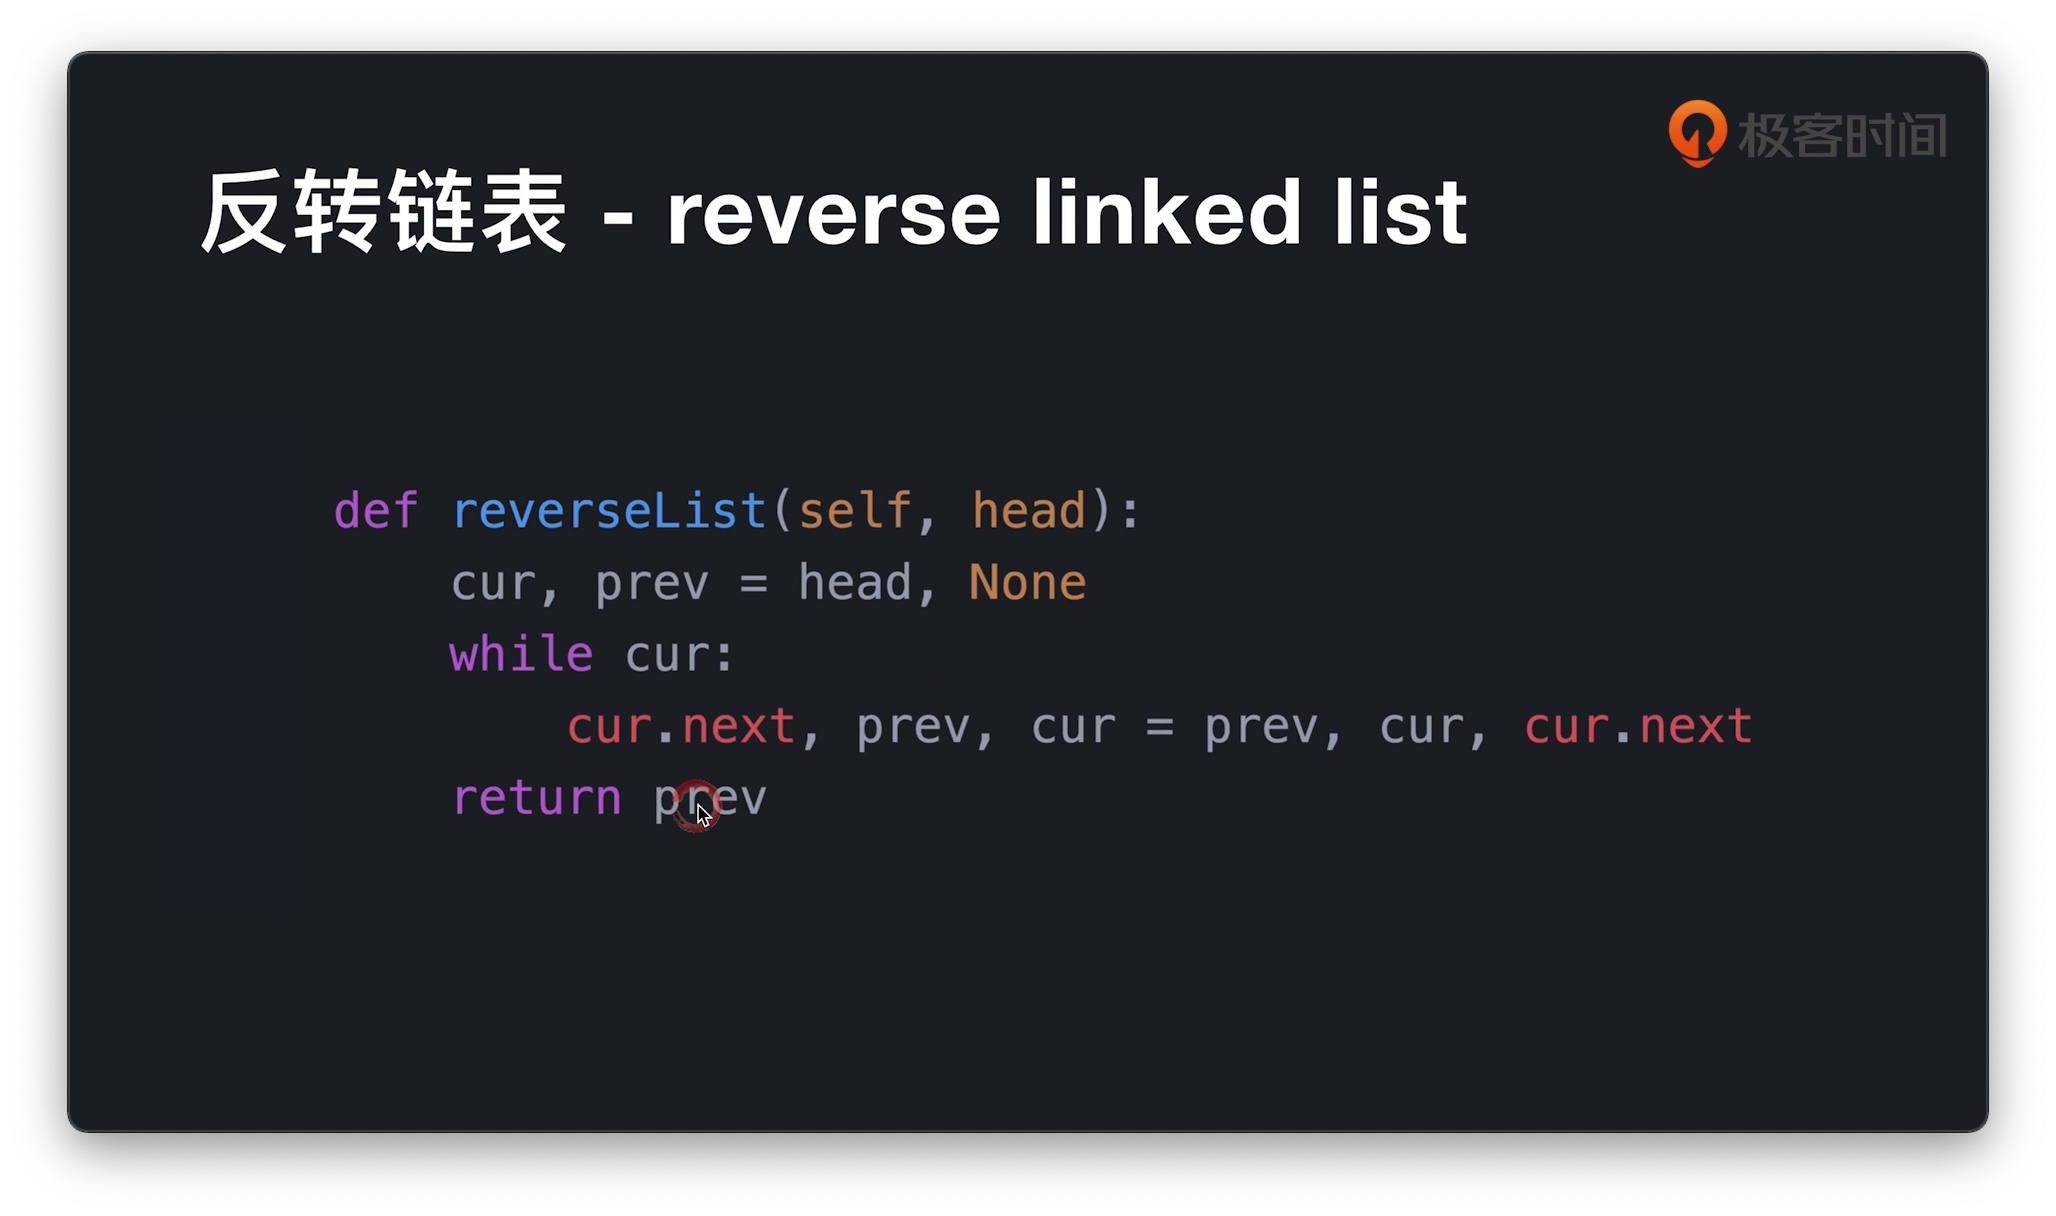 极客时间
反转链表 - reverse linked list
def reverseList(self, head):
    cur, prev = head, None
    while cur:
        cur.next, prev, cur = prev, cur, cur.next
    return prev